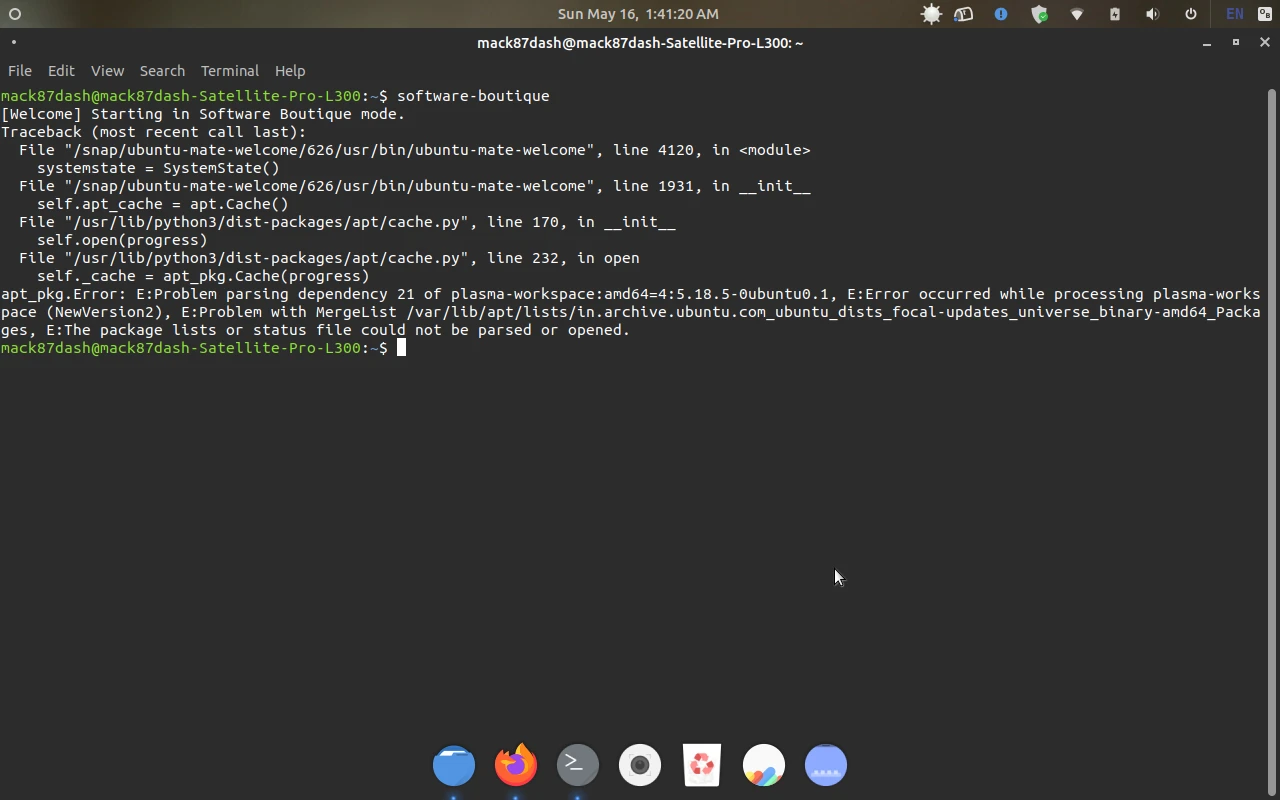 Sun May 16, 1:41:20 AM
EN
mack87dash@mack87dash-Satellite-Pro-L300: ~
File Edit View Search Terminal Help
mack87dash@mack87dash-Satellite-Pro-L300:~$ software-boutique
[Welcome] Starting in Software Boutique mode.
Traceback (most recent call last):
  File "/snap/ubuntu-mate-welcome/626/usr/bin/ubuntu-mate-welcome", line 4120, in <module>
    systemstate = SystemState()
  File "/snap/ubuntu-mate-welcome/626/usr/bin/ubuntu-mate-welcome", line 1931, in __init__
    self.apt_cache = apt.Cache()
  File "/usr/lib/python3/dist-packages/apt/cache.py", line 170, in __init__
    self.open(progress)
  File "/usr/lib/python3/dist-packages/apt/cache.py", line 232, in open
    self._cache = apt_pkg.Cache(progress)
apt_pkg.Error: E:Problem parsing dependency 21 of plasma-workspace:amd64=4:5.18.5-0ubuntu0.1, E:Error occurred while processing plasma-works
pace (NewVersion2), E:Problem with MergeList /var/lib/apt/lists/in.archive.ubuntu.com_ubuntu_dists_focal-updates_universe_binary-amd64_Packa
ges, E:The package lists or status file could not be parsed or opened.
mack87dash@mack87dash-Satellite-Pro-L300:~$